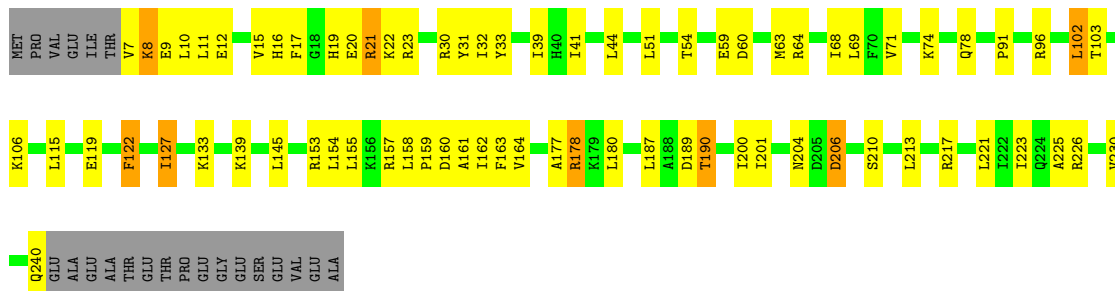 MET PRO VAL GLU ILE THR V7 K8 E9 L10 L11 E12 V15 H16 F17 G18 H19 E20 R21 K22 R23 R30 Y31 I32 Y33 I39 H40 I41 L44 L51 T54 E59 D60 M63 R64 I68 L69 F70 V71 K74 Q78 P91 R96 L102 T103
K106 L115 E119 F122 I127 K133 K139 L145 R153 L154 L155 K156 R157 L158 P159 D160 A161 I162 F163 V164 A177 R178 K179 L180 L187 A188 D189 T190 I200 I201 N204 D205 D206 S210 L213 R217 L221 I222 I223 Q224 A225 R226
Q240 GLU ALA GLU ALA THR GLU THR PRO GLU GLY GLU SER GLU VAL GLU ALA